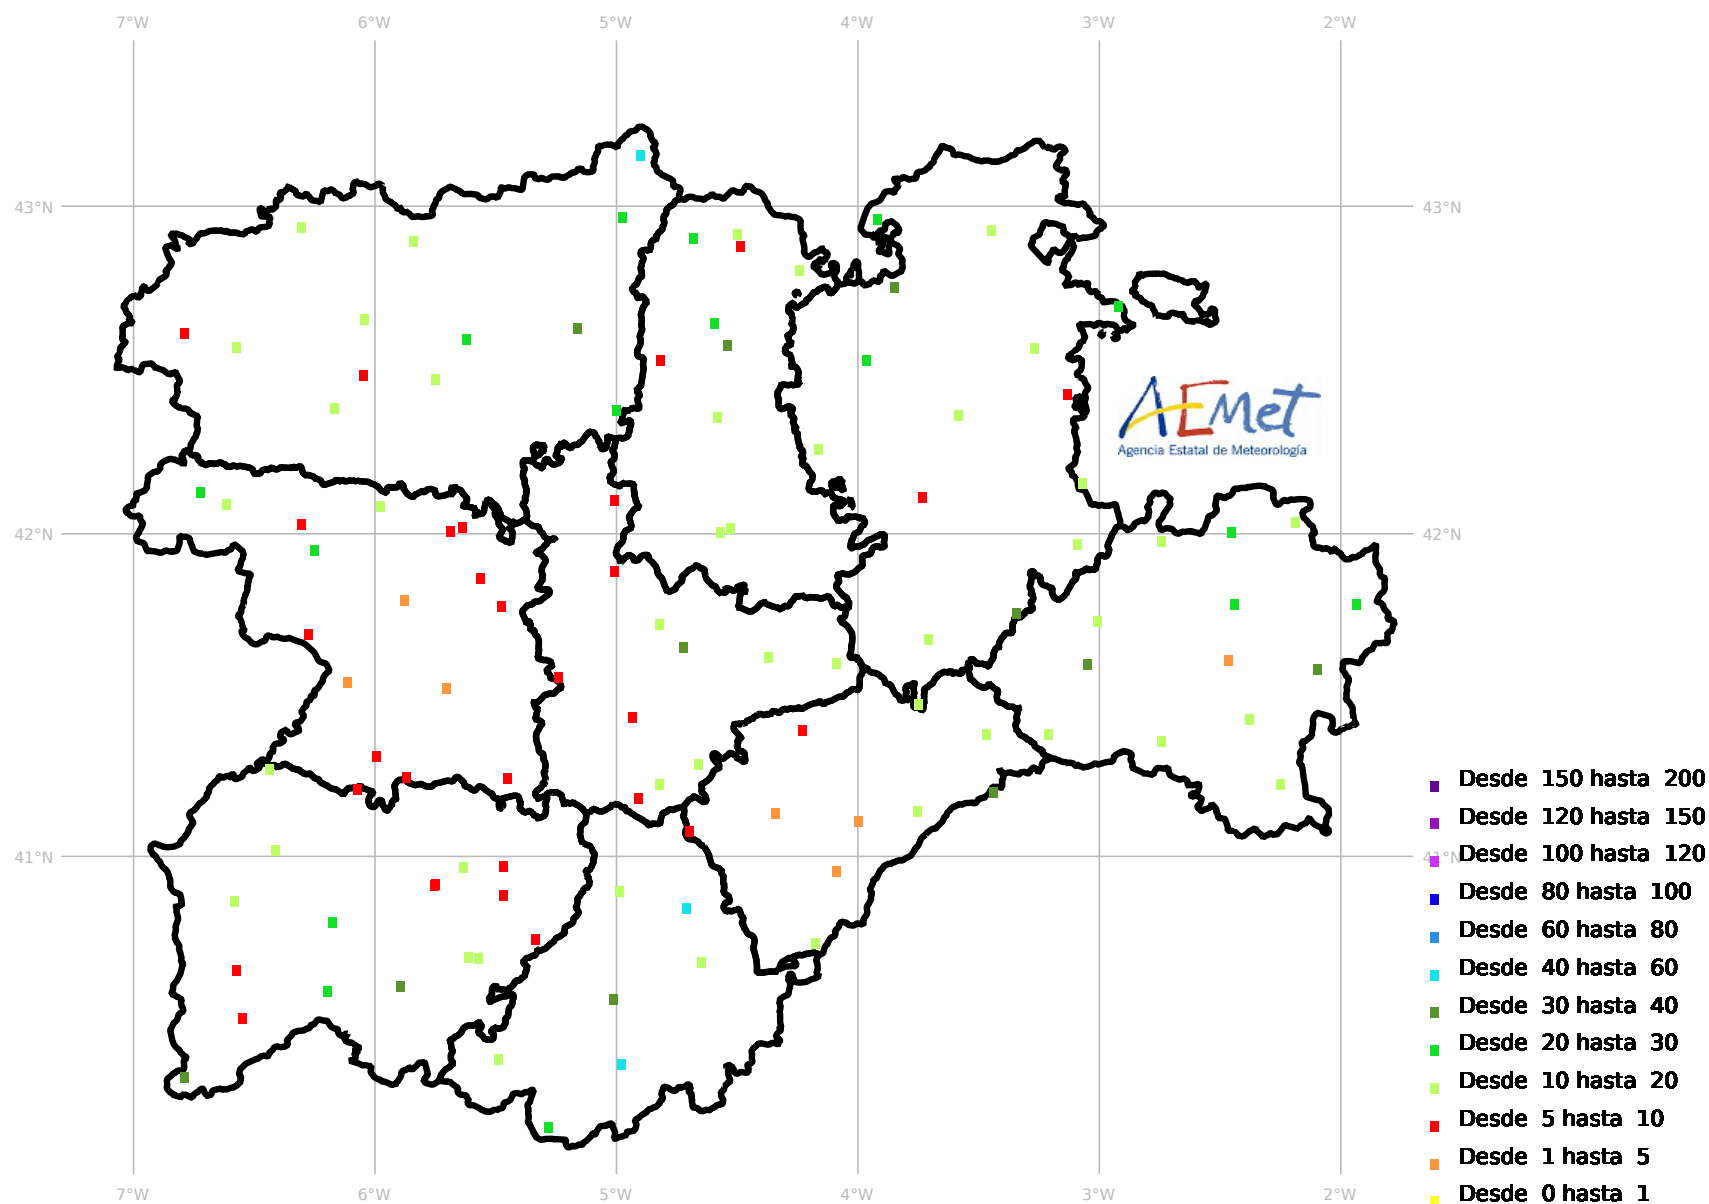 7°W 6°W 5°W 4°W 3°W 2°W
43°N 43°N
AEMet
Agencia Estatal de Meteorología
42°N 42°N
Desde 150 hasta 200
Desde 120 hasta 150
41°N Desde 100 hasta 120 41°N
Desde 80 hasta 100
Desde 60 hasta 80
Desde 40 hasta 60
Desde 30 hasta 40
Desde 20 hasta 30
Desde 10 hasta 20
Desde 5 hasta 10
Desde 1 hasta 5
Desde 0 hasta 1
7°W 6°W 5°W 4°W 3°W 2°W